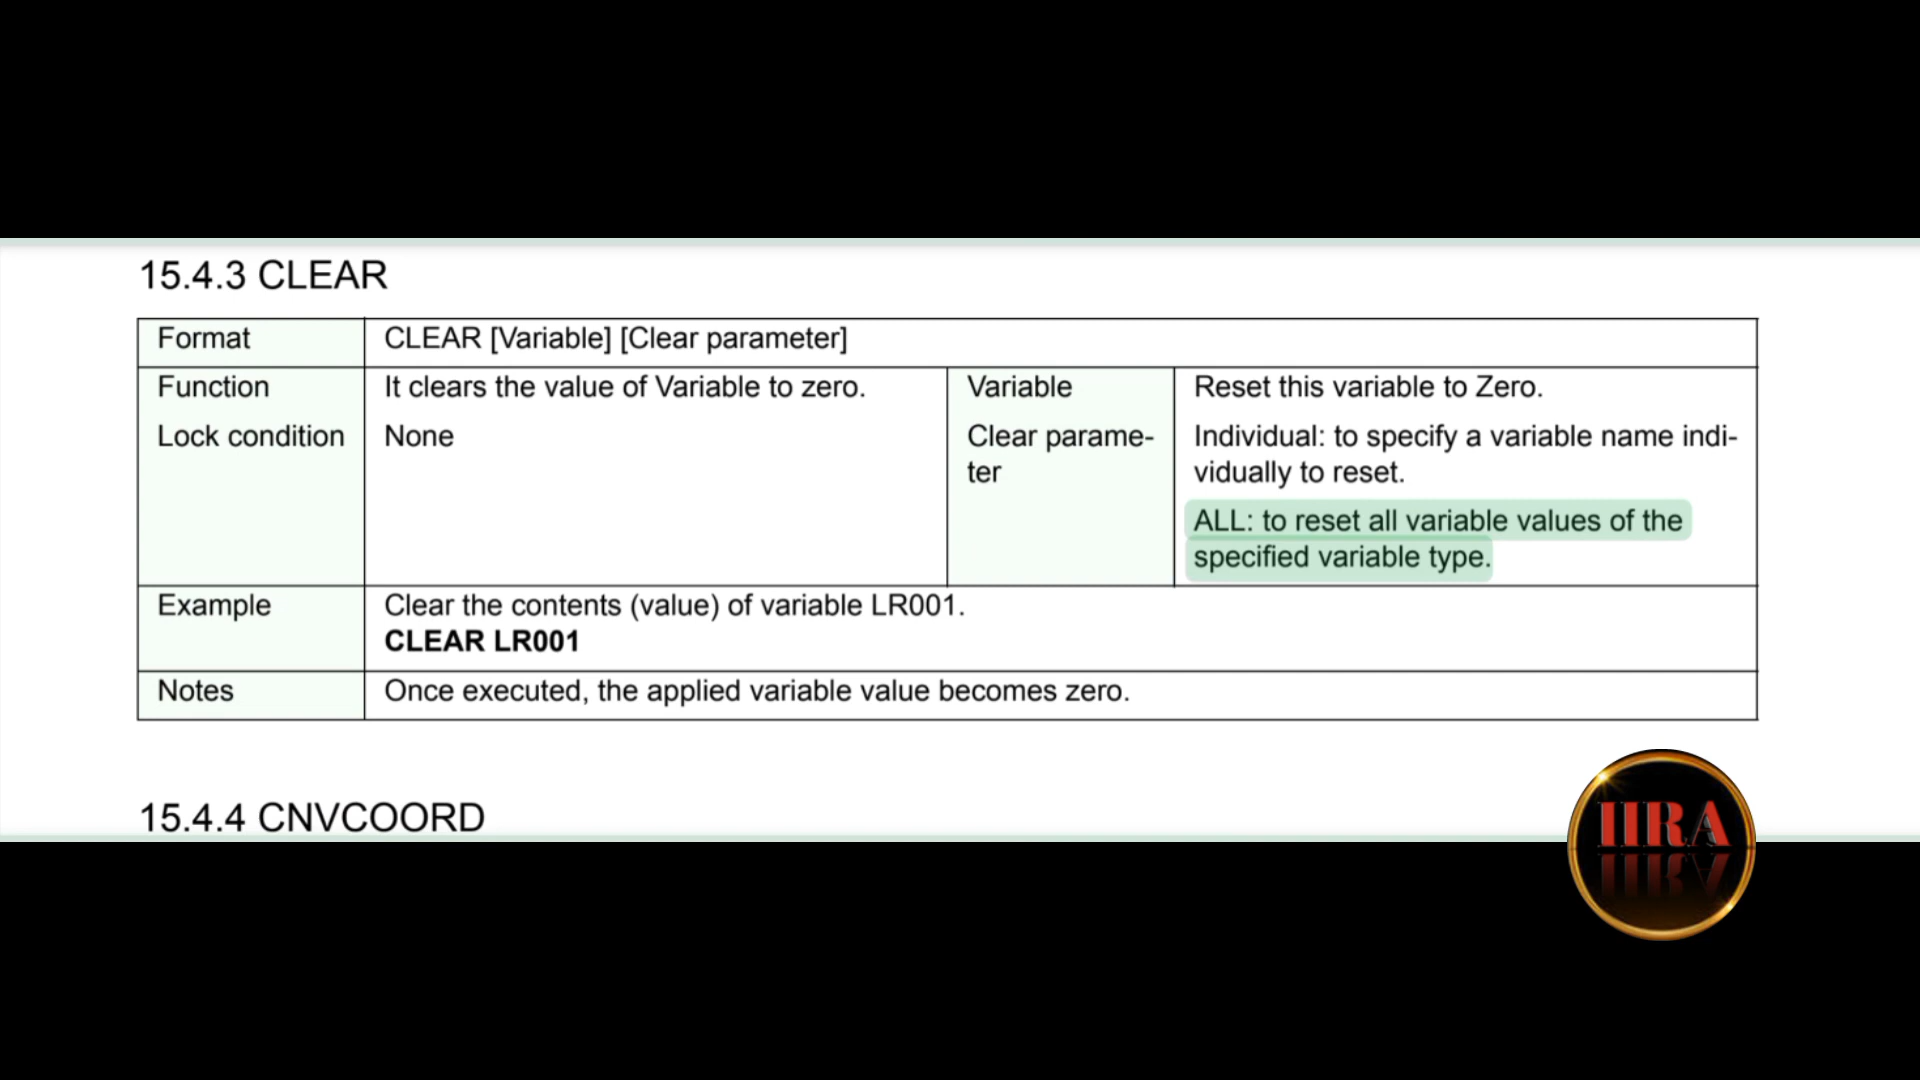 15.4.3 CLEAR
Format
CLEAR [Variable] [Clear parameter]
Function
It clears the value of Variable to zero.
Variable
Reset this variable to Zero.
Lock condition
None
Clear parame-
ter
Individual: to specify a variable name indi-
vidually to reset.
ALL: to reset all variable values of the
specified variable type.
Example
Clear the contents (value) of variable LR001.
CLEAR LR001
Notes
Once executed, the applied variable value becomes zero.
15.4.4 CNVCOORD
IIRA